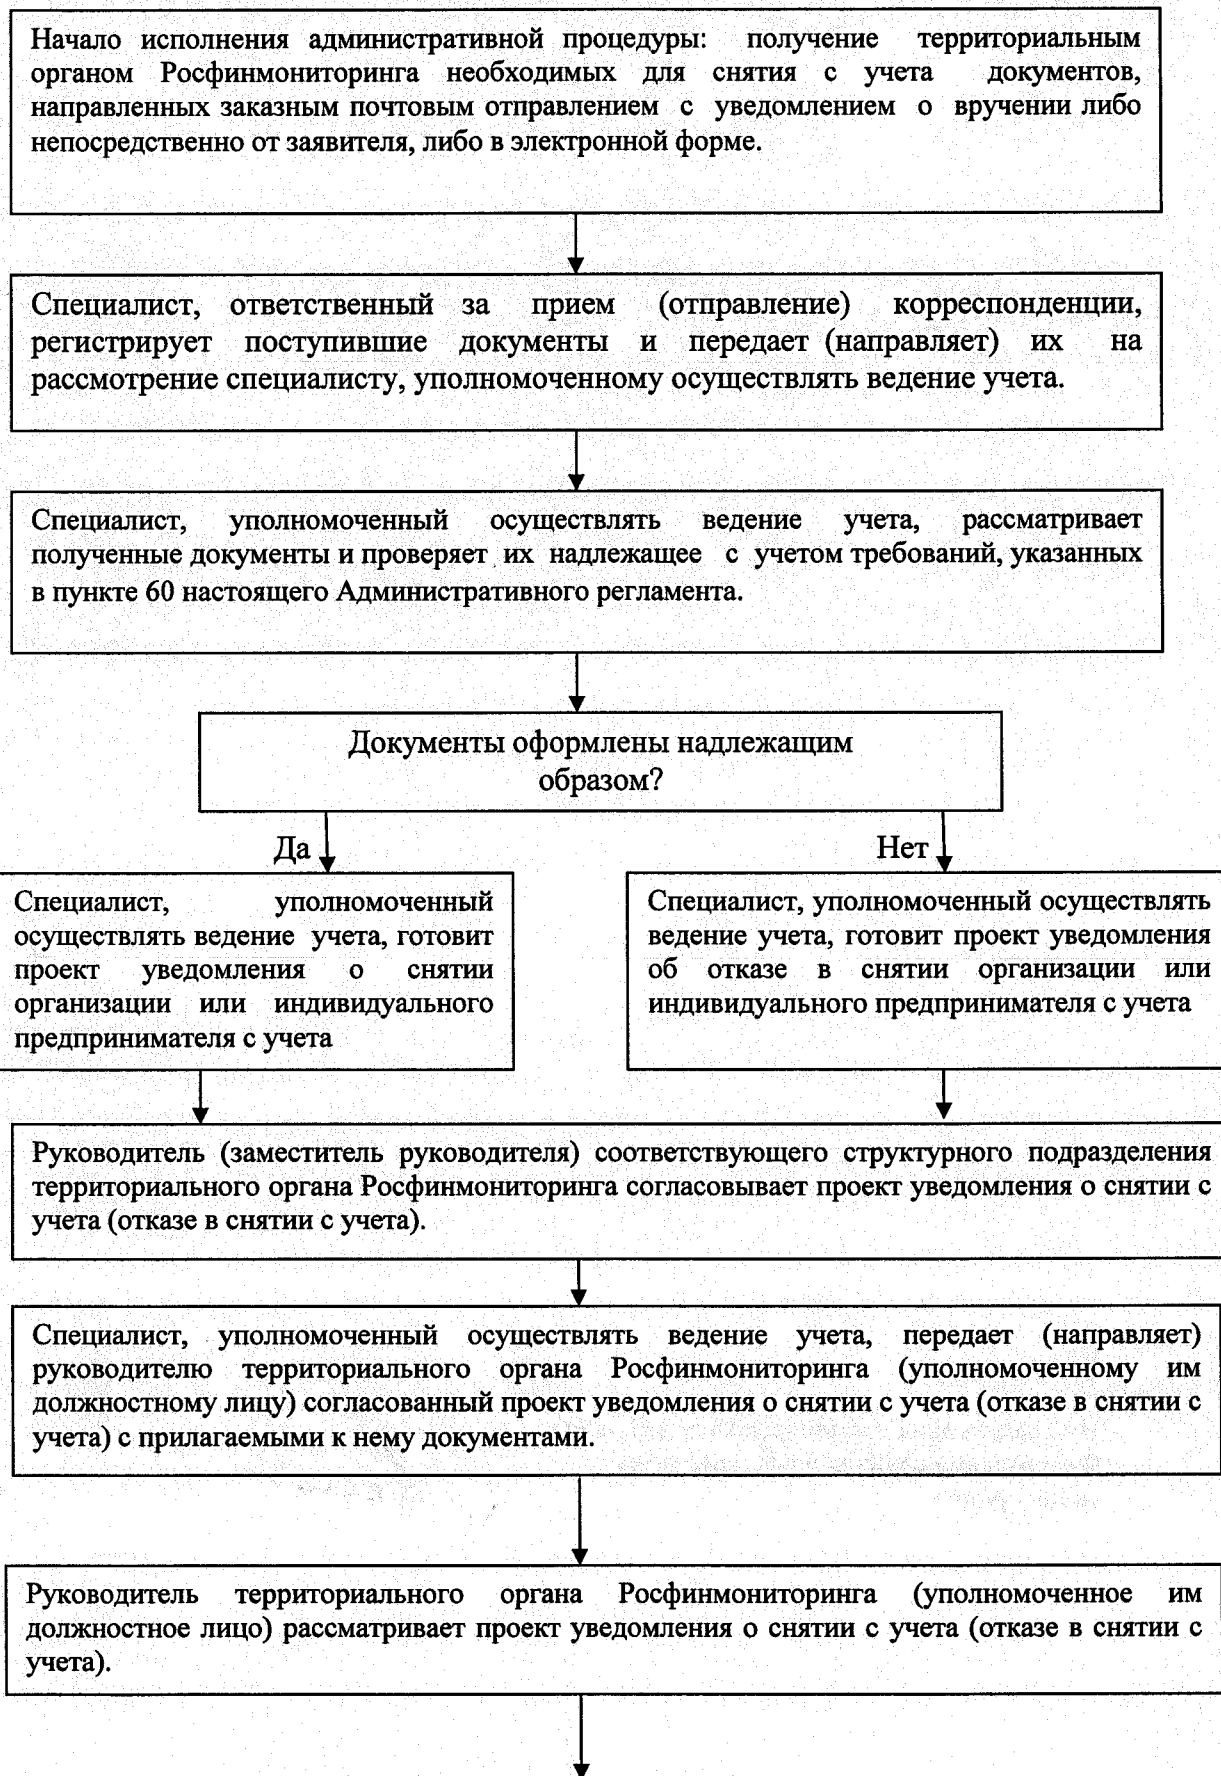 Начало исполнения административной процедуры: получение территориальным
органом Росфинмониторинга необходимых для снятия с учета документов,
направленных заказным почтовым отправлением с уведомлением о вручении либо
непосредственно от заявителя, либо в электронной форме.
Специалист, ответственный за прием (отправление) корреспонденции,
регистрирует поступившие документы и передает (направляет) их на
рассмотрение специалисту, уполномоченному осуществлять ведение учета.
Специалист, уполномоченный осуществлять ведение учета, рассматривает
полученные документы и проверяет их надлежащее с учетом требований, указанных
в пункте 60 настоящего Административного регламента.
Документы оформлены надлежащим
образом?
Да
Нет
Специалист, уполномоченный
осуществлять ведение учета, готовит
проект уведомления о снятии
организации или индивидуального
предпринимателя с учета
Специалист, уполномоченный осуществлять
ведение учета, готовит проект уведомления
об отказе в снятии организации или
индивидуального предпринимателя с учета
Руководитель (заместитель руководителя) соответствующего структурного подразделения
территориального органа Росфинмониторинга согласовывает проект уведомления о снятии с
учета (отказе в снятии с учета).
Специалист, уполномоченный осуществлять ведение учета, передает (направляет)
руководителю территориального органа Росфинмониторинга (уполномоченному им
должностному лицу) согласованный проект уведомления о снятии с учета (отказе в снятии с
учета) с прилагаемыми к нему документами.
Руководитель территориального органа Росфинмониторинга (уполномоченное им
должностное лицо) рассматривает проект уведомления о снятии с учета (отказе в снятии с
учета).